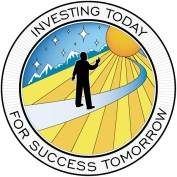 INVESTING TODAY
FOR SUCCESS TOMORROW